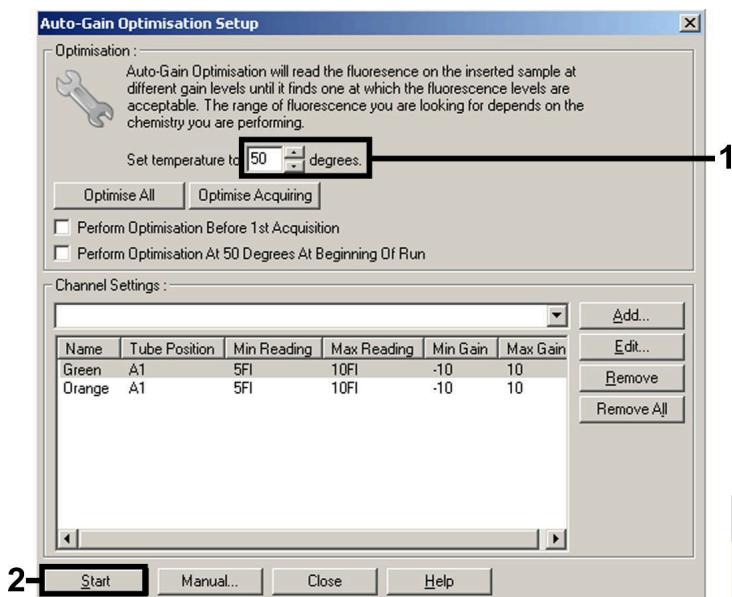 Auto-Gain Optimisation Setup
Optimisation :
Auto-Gain Optimisation will read the fluoresence on the inserted sample at
different gain levels until it finds one at which the fluorescence levels are
acceptable. The range of fluorescence you are looking for depends on the
chemistry you are performing.
Set temperature to 50 degrees.
1
Optimise All Optimise Acquiring
Perform Optimisation Before 1st Acquisition
Perform Optimisation At 50 Degrees At Beginning Of Run
Channel Settings :
Add...
Name Tube Position Min Reading Max Reading Min Gain Max Gain
Edit...
Green A1 5Fl 10Fl -10 10
Remove
Orange A1 5Fl 10Fl -10 10
Remove All
2
Start Manual... Close Help